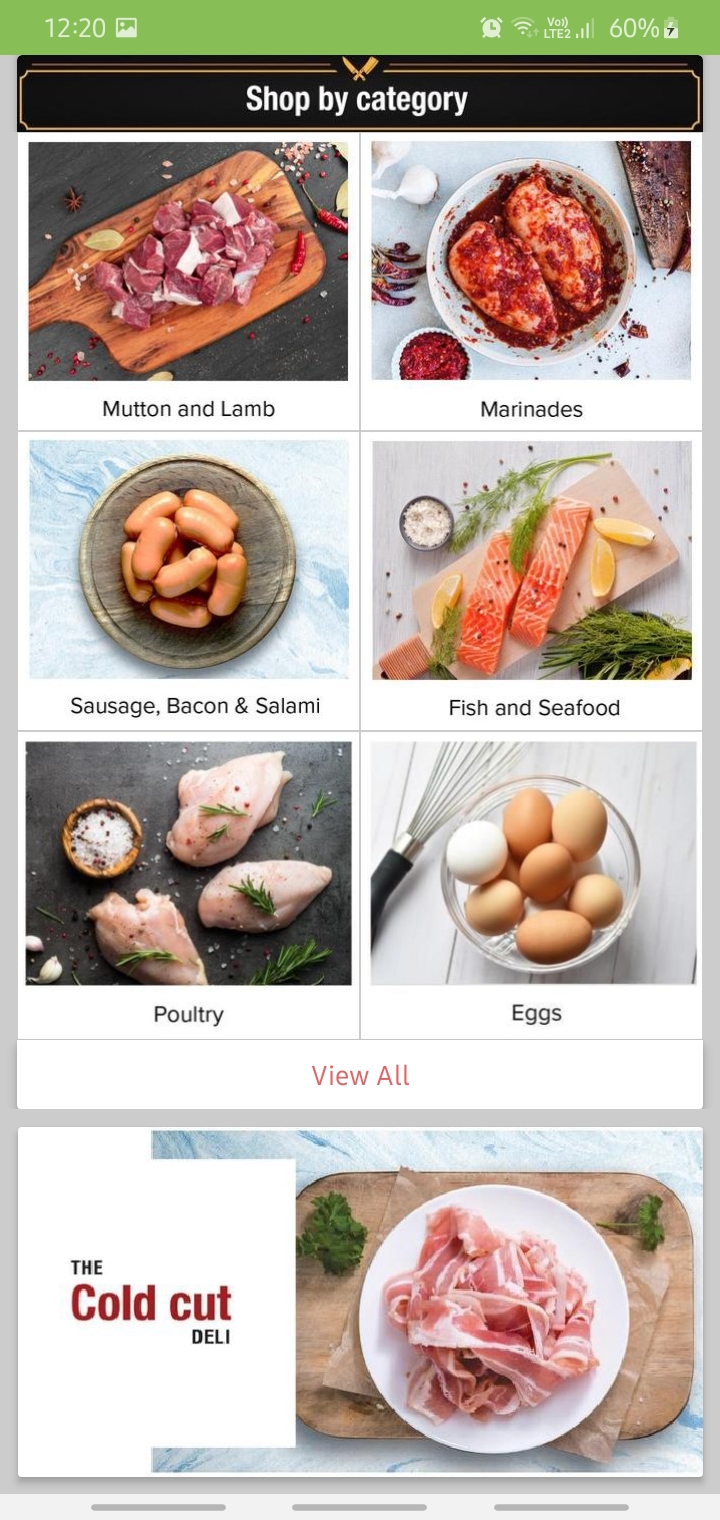 12:20
Vo))
LTE2
60%
Shop by category
Mutton and Lamb
Marinades
Sausage, Bacon & Salami
Fish and Seafood
Poultry
Eggs
View All
THE
Cold cut
DELI